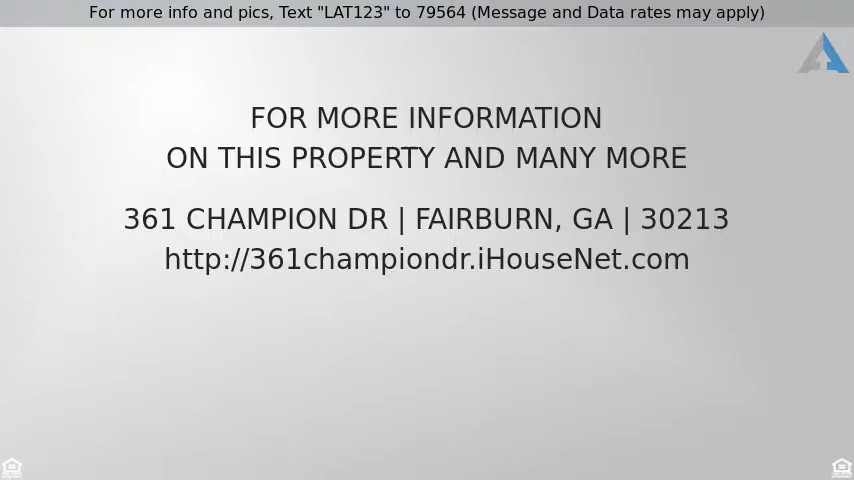 For more info and pics, Text "LAT123" to 79564 (Message and Data rates may apply)
FOR MORE INFORMATION
ON THIS PROPERTY AND MANY MORE
361 CHAMPION DR | FAIRBURN, GA | 30213
http://361championdr.iHouseNet.com